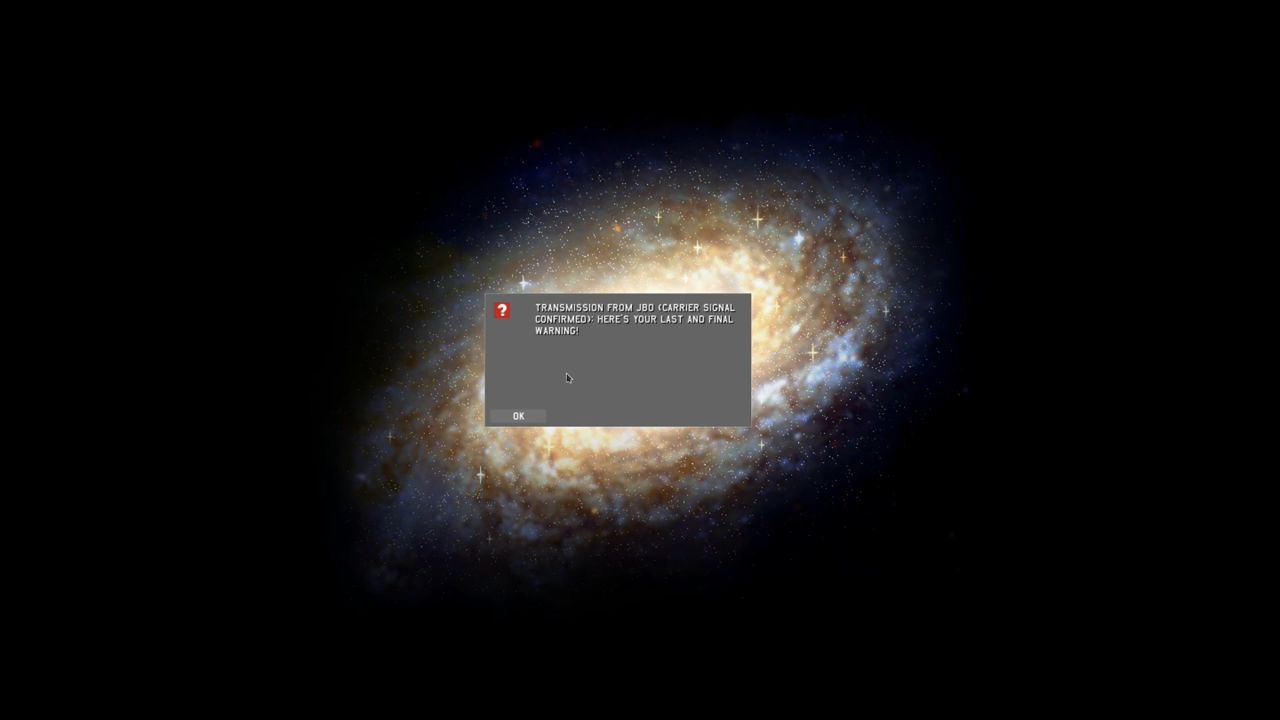 ?
TRANSMISSION FROM JBO (CARRIER SIGNAL
CONFIRMED): HERE'S YOUR LAST AND FINAL
WARNING!
OK